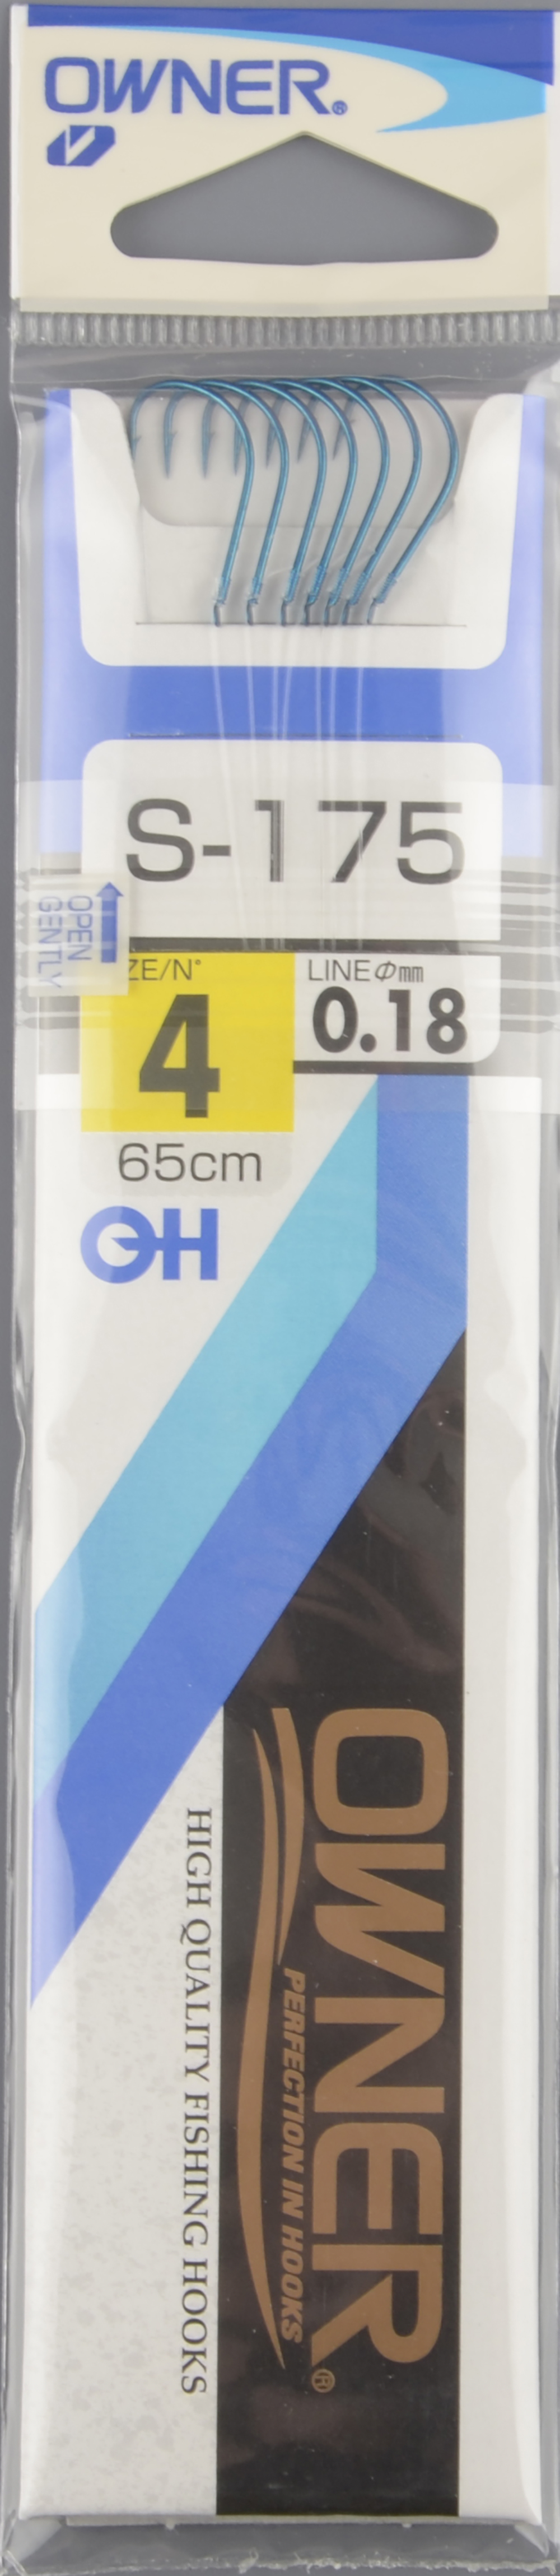 OWNER®
S-175
OPEN
GENTLY
ZE/N°
4
LINE Φ mm
0.18
65cm
OH
OWNER®
PERFECTION IN HOOKS
HIGH QUALITY FISHING HOOKS